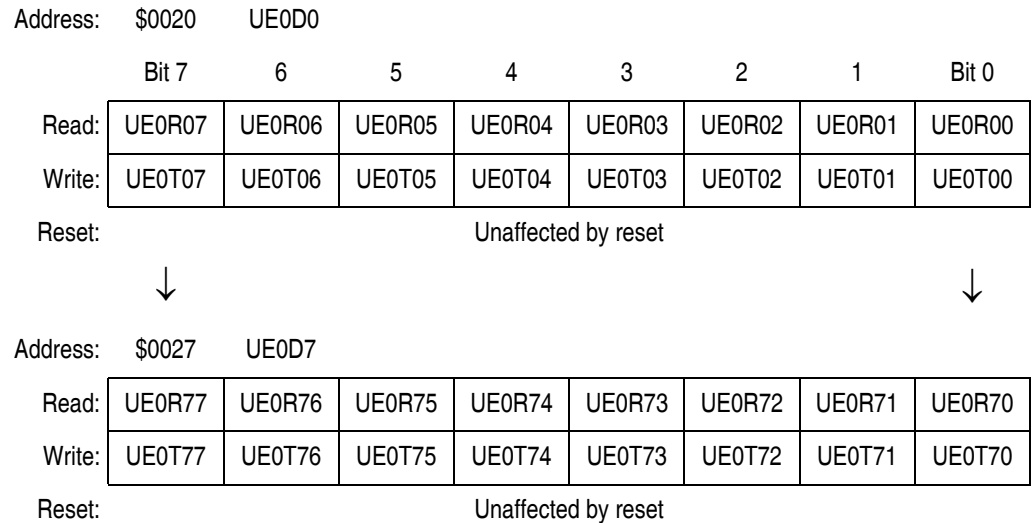 Address: $0020 UE0D0
Bit 7 6 5 4 3 2 1 Bit 0
Read: UE0R07 UE0R06 UE0R05 UE0R04 UE0R03 UE0R02 UE0R01 UE0R00
Write: UE0T07 UE0T06 UE0T05 UE0T04 UE0T03 UE0T02 UE0T01 UE0T00
Reset: Unaffected by reset
↓ ↓
Address: $0027 UE0D7
Read: UE0R77 UE0R76 UE0R75 UE0R74 UE0R73 UE0R72 UE0R71 UE0R70
Write: UE0T77 UE0T76 UE0T75 UE0T74 UE0T73 UE0T72 UE0T71 UE0T70
Reset: Unaffected by reset